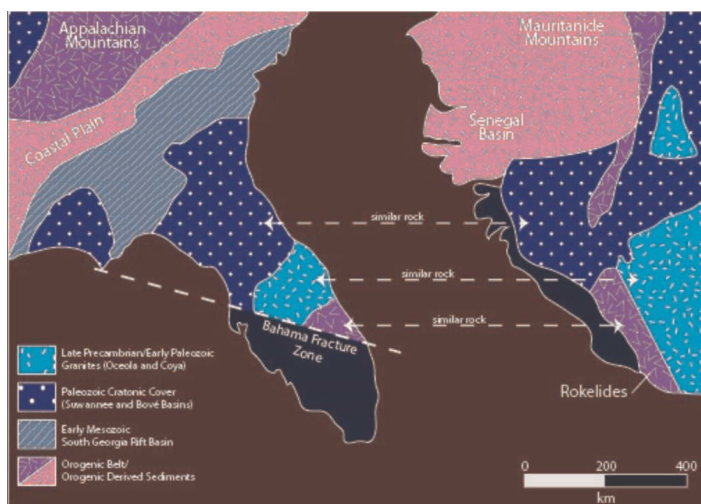 Appalachian
Mountains
Mauritanide
Mountains
Coastal Plain
Senegal
Basin
similar rock
similar rock
similar rock
Bahama Fracture
Zone
Rokelides
Late Precambrian/Early Paleozoic
Granites (Oceola and Coya)
Paleozoic Cratonic Cover
(Suwannee and Bové Basins)
Early Mesozoic
South Georgia Rift Basin
Orogenic Belt/
Orogenic Derived Sediments
0 200 400
km